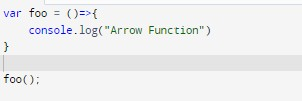 var foo = ()=>{
    console.log("Arrow Function")
}
foo();